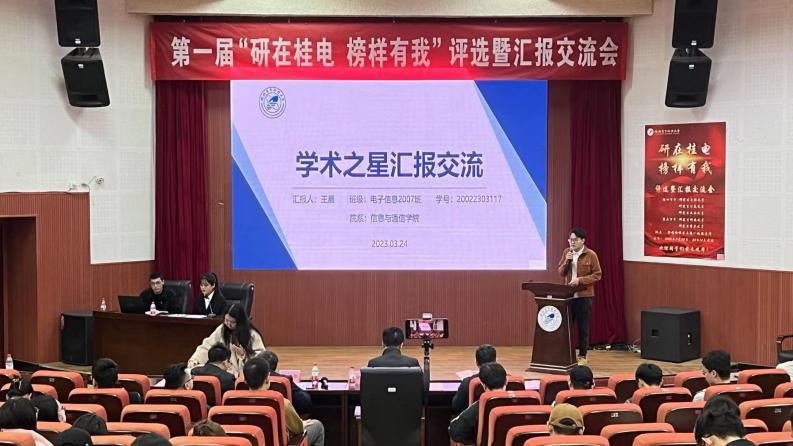 第一届“研在桂电 榜样有我”评选暨汇报交流会
学术之星汇报交流
汇报人：王晨 班级：电子信息2007班 学号：20022303117
院系：信息与通信学院
2023.03.24
研在桂电
榜样有我
评选暨汇报交流会